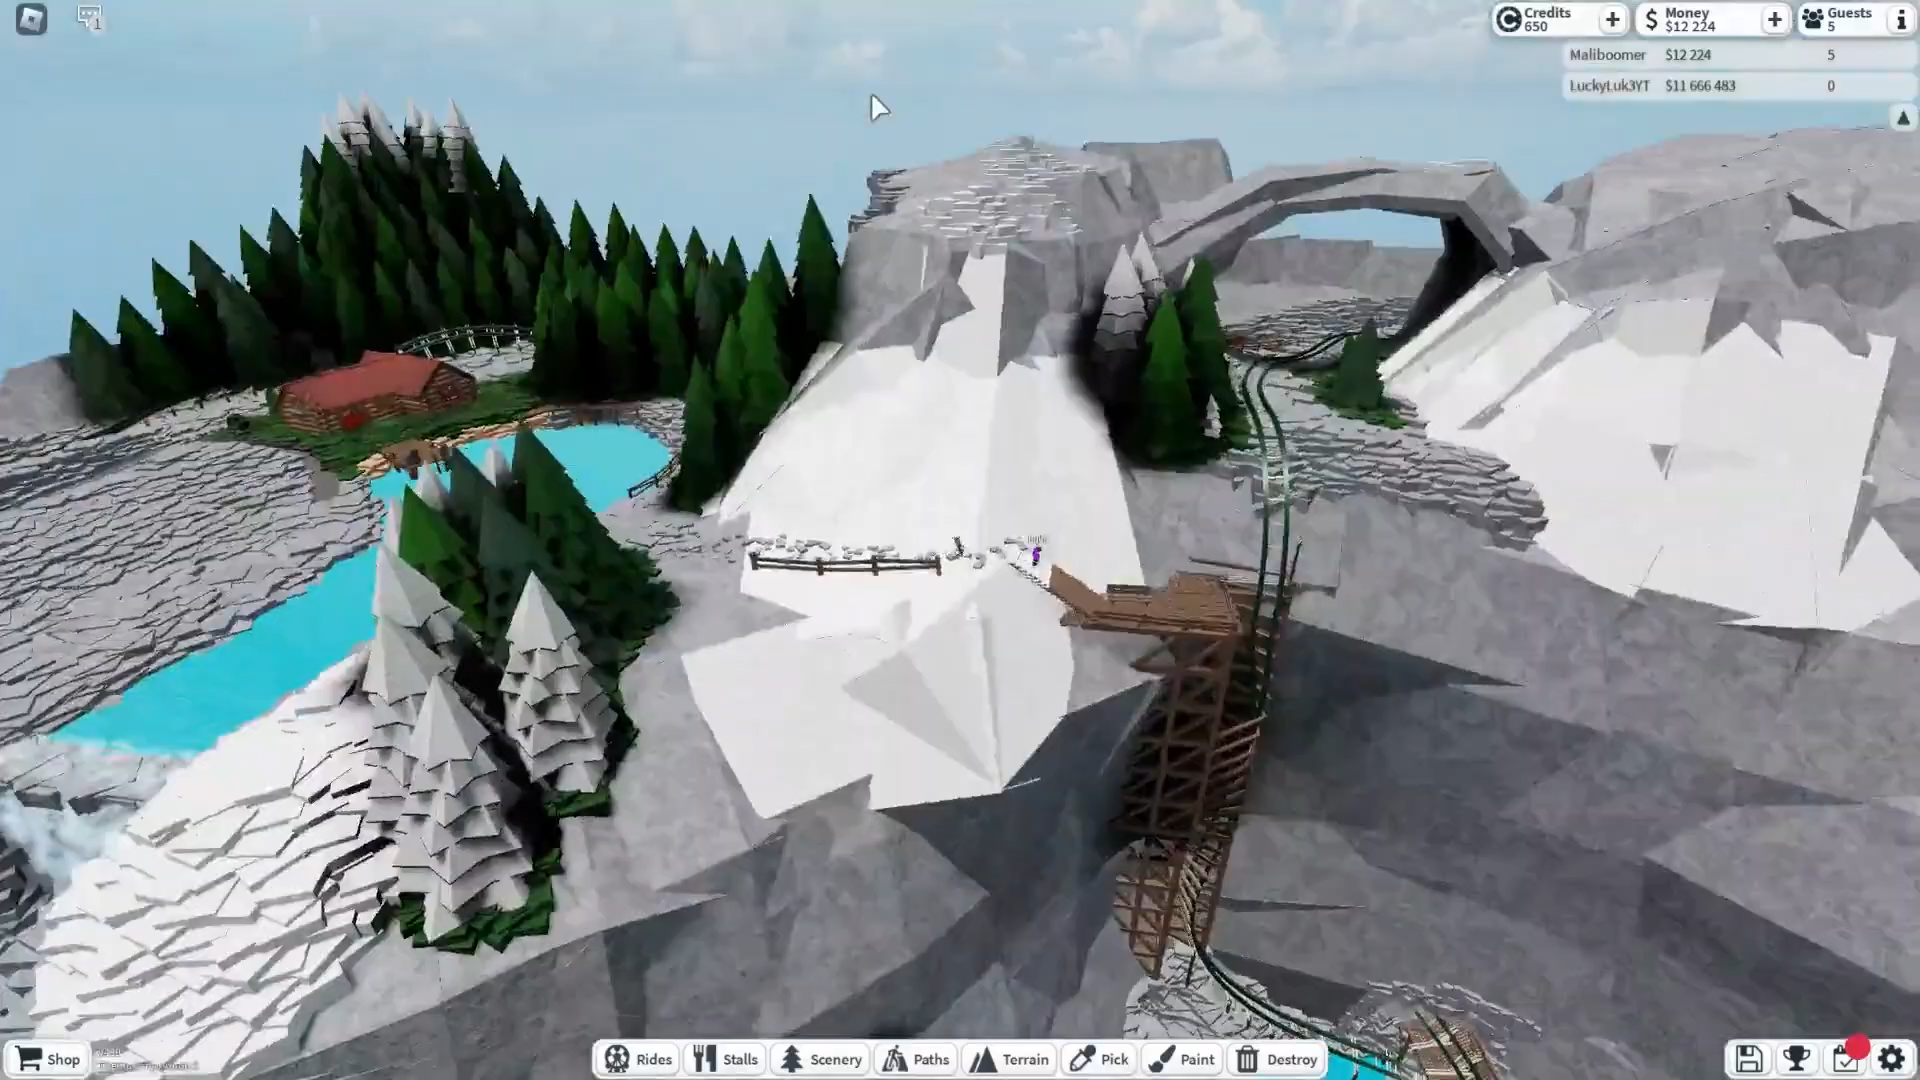 1
Credits
650
Money
$12 224
Guests
5
Maliboomer $12 224 5
LuckyLuk3YT $11 666 483 0
Shop
Rides
Stalls
Scenery
Paths
Terrain
Pick
Paint
Destroy